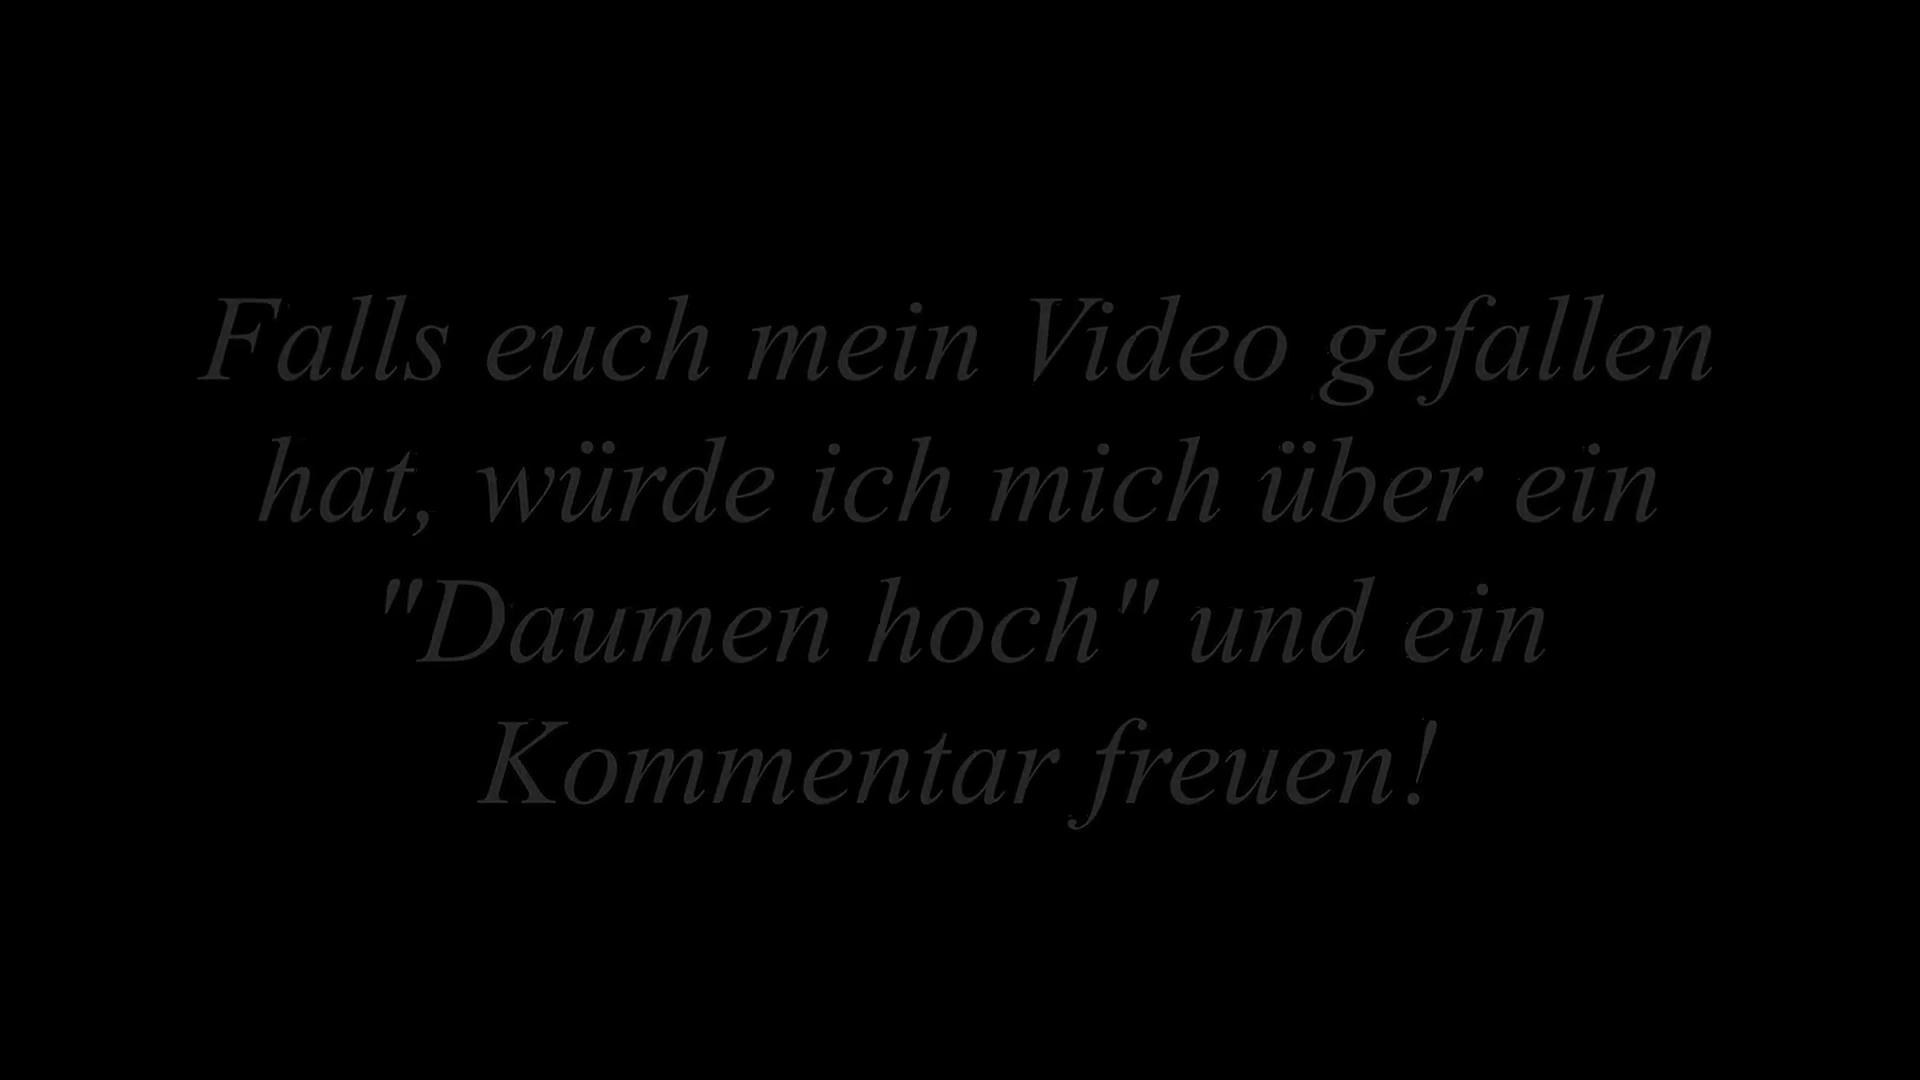 Falls euch mein Video gefallen
hat, würde ich mich über ein
"Daumen hoch" und ein
Kommentar freuen!